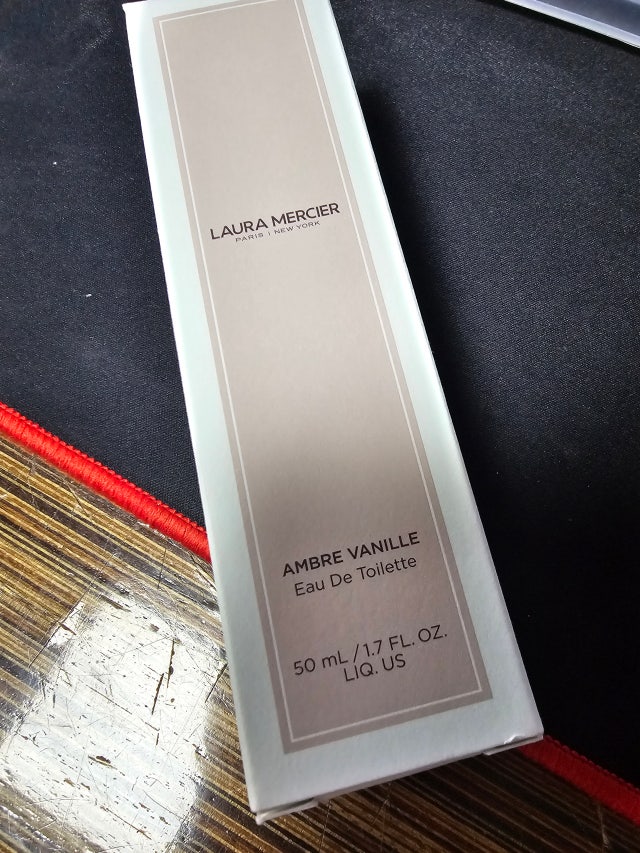 LAURA MERCIER
PARIS | NEW YORK
AMBRE VANILLE
Eau De Toilette
50 mL / 1.7 FL. OZ.
LIQ. US